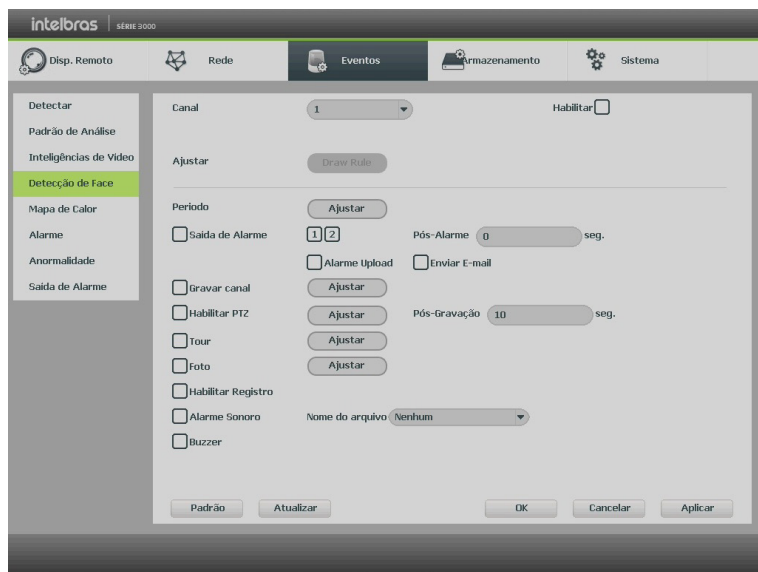 intelbras SÉRIE 3000
Disp. Remoto Rede Eventos Armazenamento Sistema
Detectar
Padrão de Análise
Inteligências de Video
Detecção de Face
Mapa de Calor
Alarme
Anormalidade
Saída de Alarme
Canal 1 Habilitar
Ajustar Draw Rule
Periodo Ajustar
Saida de Alarme 1 2 Pós-Alarme 0 seg.
Alarme Upload Enviar E-mail
Gravar canal Ajustar
Habilitar PTZ Ajustar Pós-Gravação 10 seg.
Tour Ajustar
Foto Ajustar
Habilitar Registro
Alarme Sonoro Nome do arquivo Nenhum
Buzzer
Padrão Atualizar OK Cancelar Aplicar